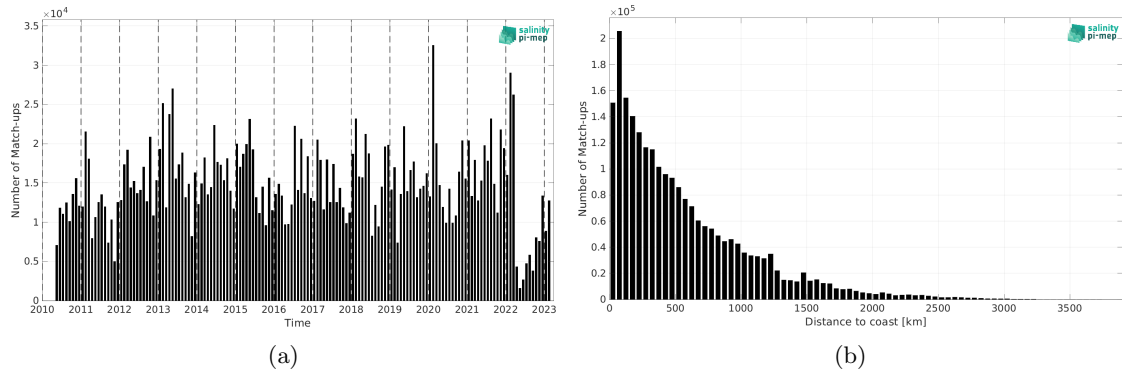 ×10⁴
3.5
3
2.5
2
1.5
1
0.5
0
Number of Match-ups
2010 2011 2012 2013 2014 2015 2016 2017 2018 2019 2020 2021 2022 2023
Time
salinity
pi-mep
(a)
×10⁵
2
1.8
1.6
1.4
1.2
1
0.8
0.6
0.4
0.2
0
Number of Match-ups
0 500 1000 1500 2000 2500 3000 3500
Distance to coast [km]
salinity
pi-mep
(b)